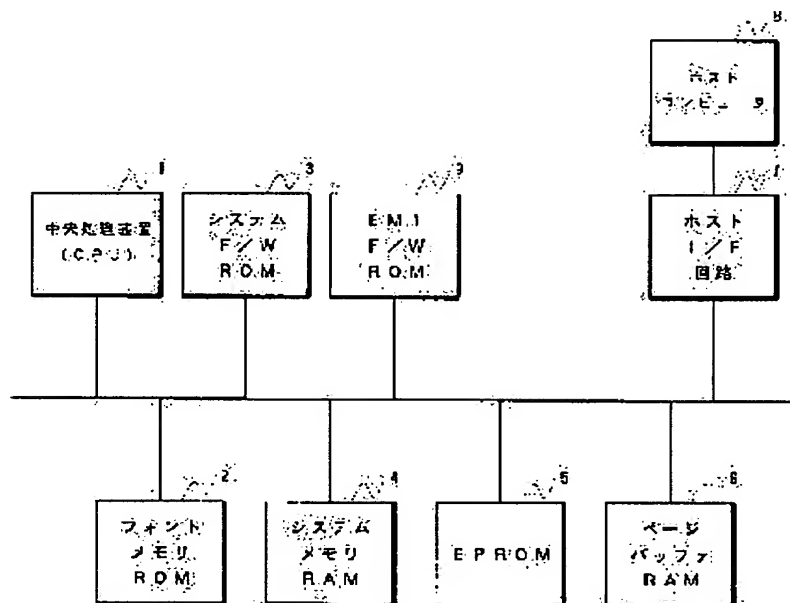 8
ホスト
コンピュータ
1
中央処理装置
(CPU)
3
システム
F/W
ROM
9
EMI
F/W
ROM
7
ホスト
I/F
回路
2
フォント
メモリ
ROM
4
システム
メモリ
RAM
5
EPROM
6
ページ
バッファ
RAM